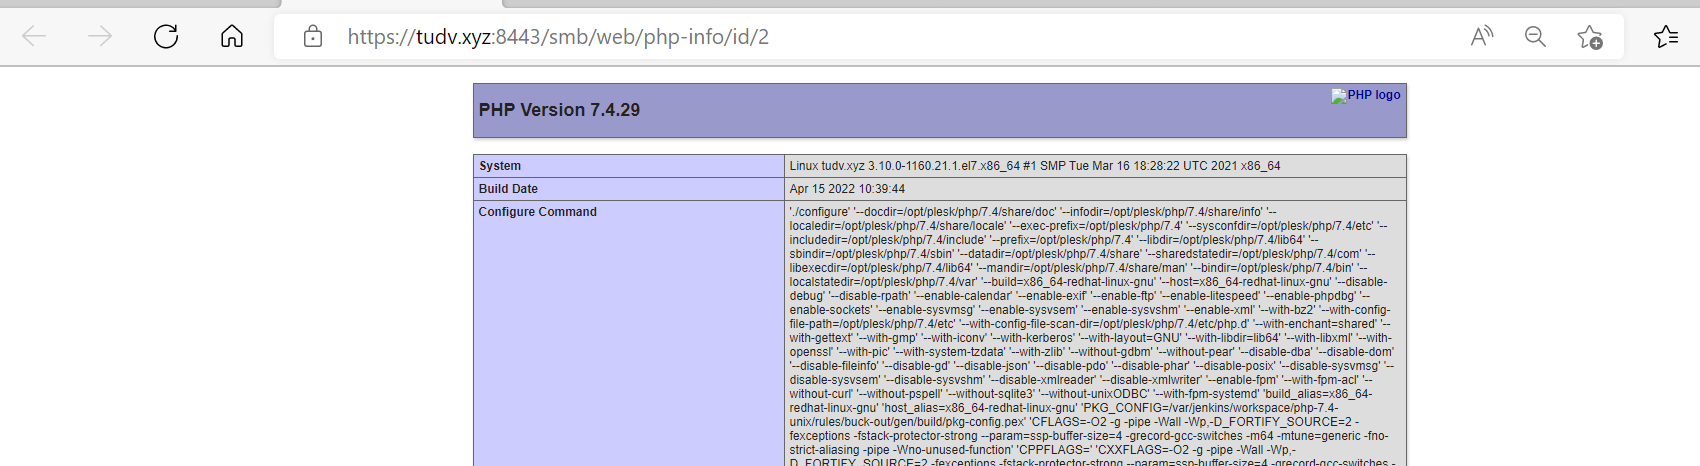 https://tudv.xyz:8443/smb/web/php-info/id/2
PHP Version 7.4.29
PHP logo
System
Linux tudv.xyz 3.10.0-1160.21.1.el7.x86_64 #1 SMP Tue Mar 16 18:28:22 UTC 2021 x86_64
Build Date
Apr 15 2022 10:39:44
Configure Command
'./configure' '--docdir=/opt/plesk/php/7.4/share/doc' '--infodir=/opt/plesk/php/7.4/share/info' '--
localedir=/opt/plesk/php/7.4/share/locale' '--exec-prefix=/opt/plesk/php/7.4' '--sysconfdir=/opt/plesk/php/7.4/etc' '--
includedir=/opt/plesk/php/7.4/include' '--prefix=/opt/plesk/php/7.4' '--libdir=/opt/plesk/php/7.4/lib64' '--
sbindir=/opt/plesk/php/7.4/sbin' '--datadir=/opt/plesk/php/7.4/share' '--sharedstatedir=/opt/plesk/php/7.4/com' '--
libexecdir=/opt/plesk/php/7.4/lib64' '--mandir=/opt/plesk/php/7.4/share/man' '--bindir=/opt/plesk/php/7.4/bin' '--
localstatedir=/opt/plesk/php/7.4/var' '--build=x86_64-redhat-linux-gnu' '--host=x86_64-redhat-linux-gnu' '--disable-
debug' '--disable-rpath' '--enable-calendar' '--enable-exif' '--enable-ftp' '--enable-litespeed' '--enable-phpdbg' '--
enable-sockets' '--enable-sysvmsg' '--enable-sysvsem' '--enable-sysvshm' '--enable-xml' '--with-bz2' '--with-config-
file-path=/opt/plesk/php/7.4/etc' '--with-config-file-scan-dir=/opt/plesk/php/7.4/etc/php.d' '--with-enchant=shared' '--
with-gettext' '--with-gmp' '--with-iconv' '--with-kerberos' '--with-layout=GNU' '--with-libdir=lib64' '--with-libxml' '--with-
openssl' '--with-pic' '--with-system-tzdata' '--with-zlib' '--without-gdbm' '--without-pear' '--disable-dba' '--disable-dom'
'--disable-fileinfo' '--disable-gd' '--disable-json' '--disable-pdo' '--disable-phar' '--disable-posix' '--disable-sysvmsg' '--
disable-sysvsem' '--disable-sysvshm' '--disable-xmlreader' '--disable-xmlwriter' '--enable-fpm' '--with-fpm-acl' '--
without-curl' '--without-pspell' '--without-sqlite3' '--without-unixODBC' '--with-fpm-systemd' 'build_alias=x86_64-
redhat-linux-gnu' 'host_alias=x86_64-redhat-linux-gnu' 'PKG_CONFIG=/var/jenkins/workspace/php-7.4-
unix/rules/buck-out/gen/build/pkg-config.pex' 'CFLAGS=-O2 -g -pipe -Wall -Wp,-D_FORTIFY_SOURCE=2 -
fexceptions -fstack-protector-strong --param=ssp-buffer-size=4 -grecord-gcc-switches -m64 -mtune=generic -fno-
strict-aliasing -pipe -Wno-unused-function' 'CPPFLAGS=' 'CXXFLAGS=-O2 -g -pipe -Wall -Wp,-
D_FORTIFY_SOURCE=2 -fexceptions -fstack-protector-strong --param=ssp-buffer-size=4 -grecord-gcc-switches -